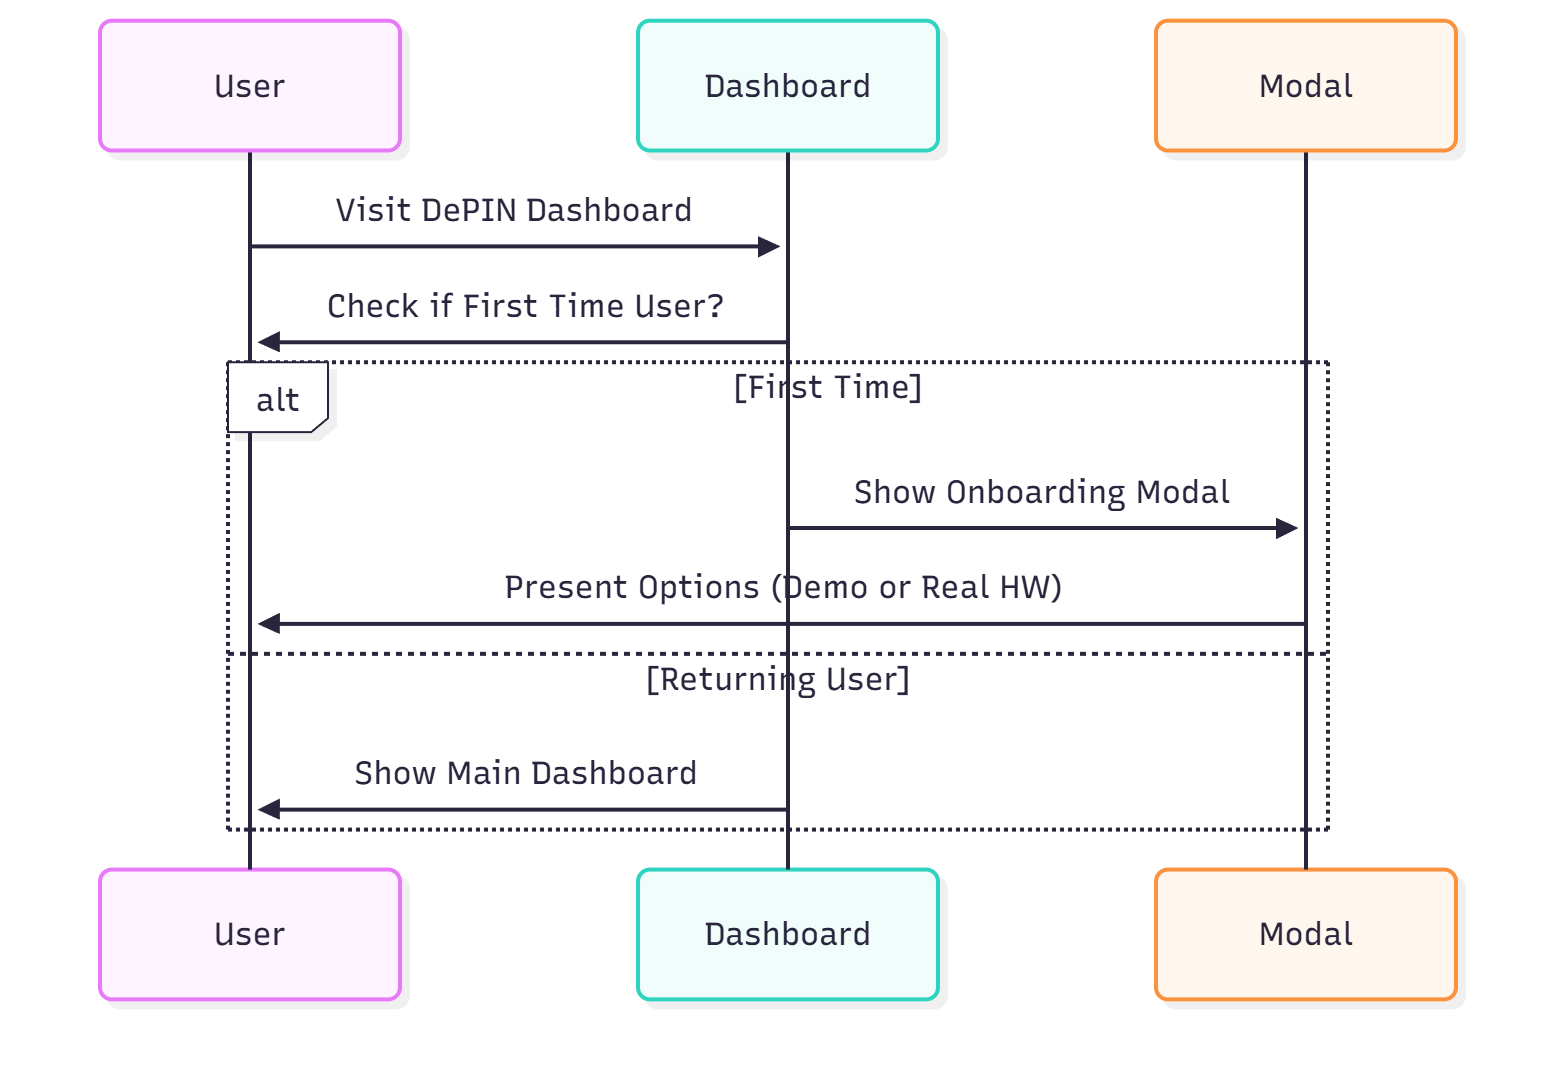 User
Dashboard
Modal
Visit DePIN Dashboard
Check if First Time User?
alt
[First Time]
Show Onboarding Modal
Present Options (Demo or Real HW)
[Returning User]
Show Main Dashboard
User
Dashboard
Modal